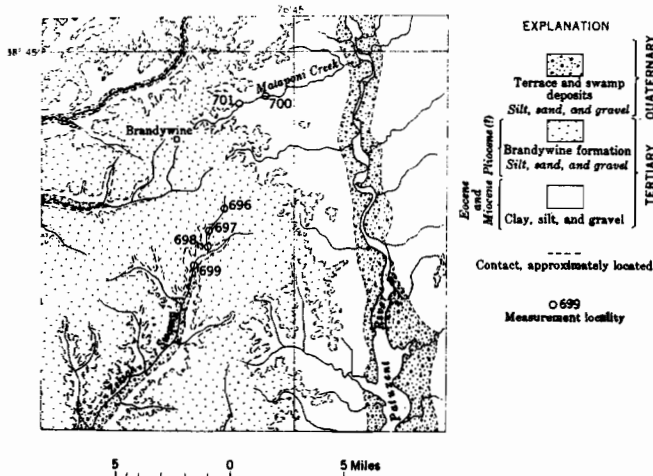 76°45'
38°45'
Mataponi Creek
701
700
Brandywine
696
697
698
699
Patuxent
River
EXPLANATION
Terrace and swamp
deposits
Silt, sand, and gravel
QUATERNARY
Brandywine formation
Silt, sand, and gravel
Pliocene(?)
Clay, silt, and gravel
Eocene
and
Miocene
TERTIARY
Contact, approximately located
699
Measurement locality
5 0 5 Miles